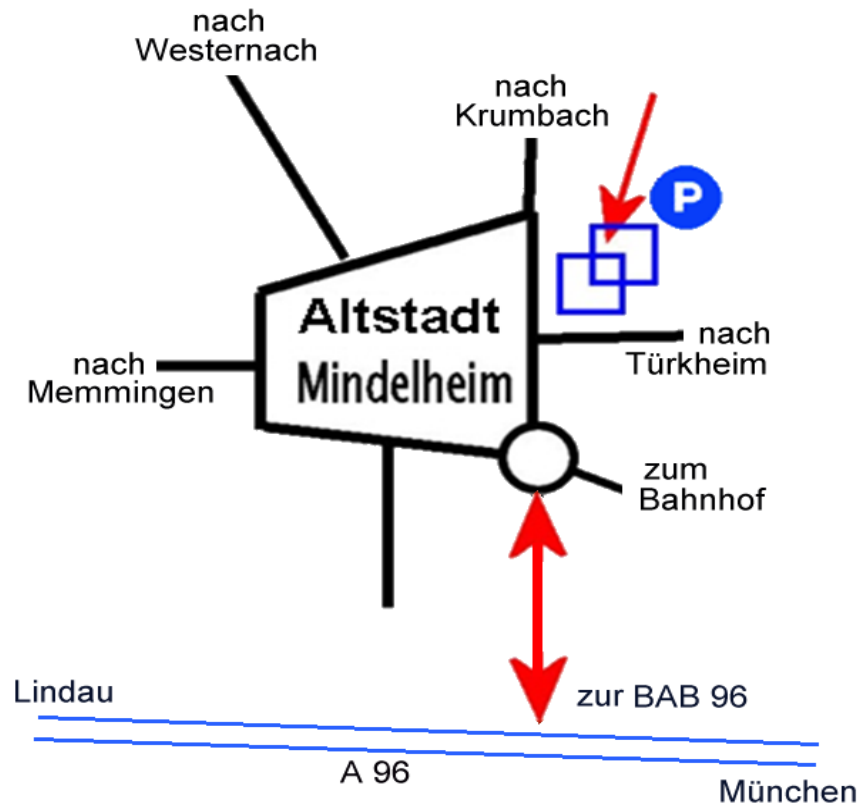 nach
Westernach
nach
Krumbach
P
Altstadt
Mindelheim
nach
Türkheim
nach
Memmingen
zum
Bahnhof
Lindau
zur BAB 96
A 96
München